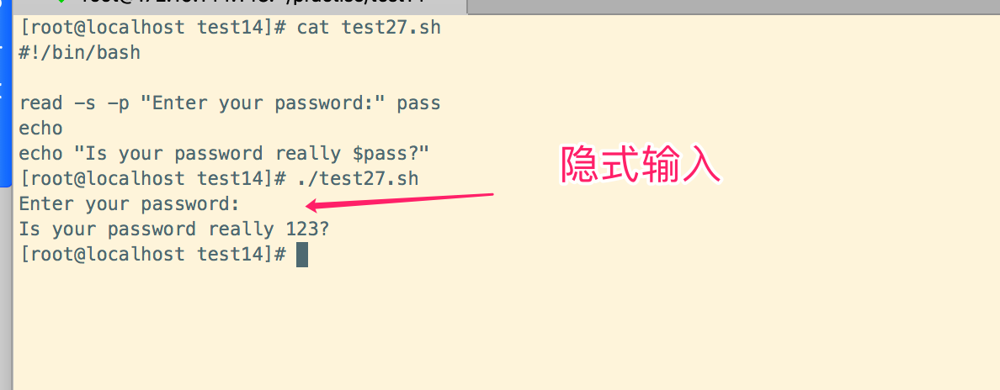 [root@localhost test14]# cat test27.sh
#!/bin/bash
read -s -p "Enter your password:" pass
echo
echo "Is your password really $pass?"
[root@localhost test14]# ./test27.sh
隐式输入
Enter your password:
Is your password really 123?
[root@localhost test14]#